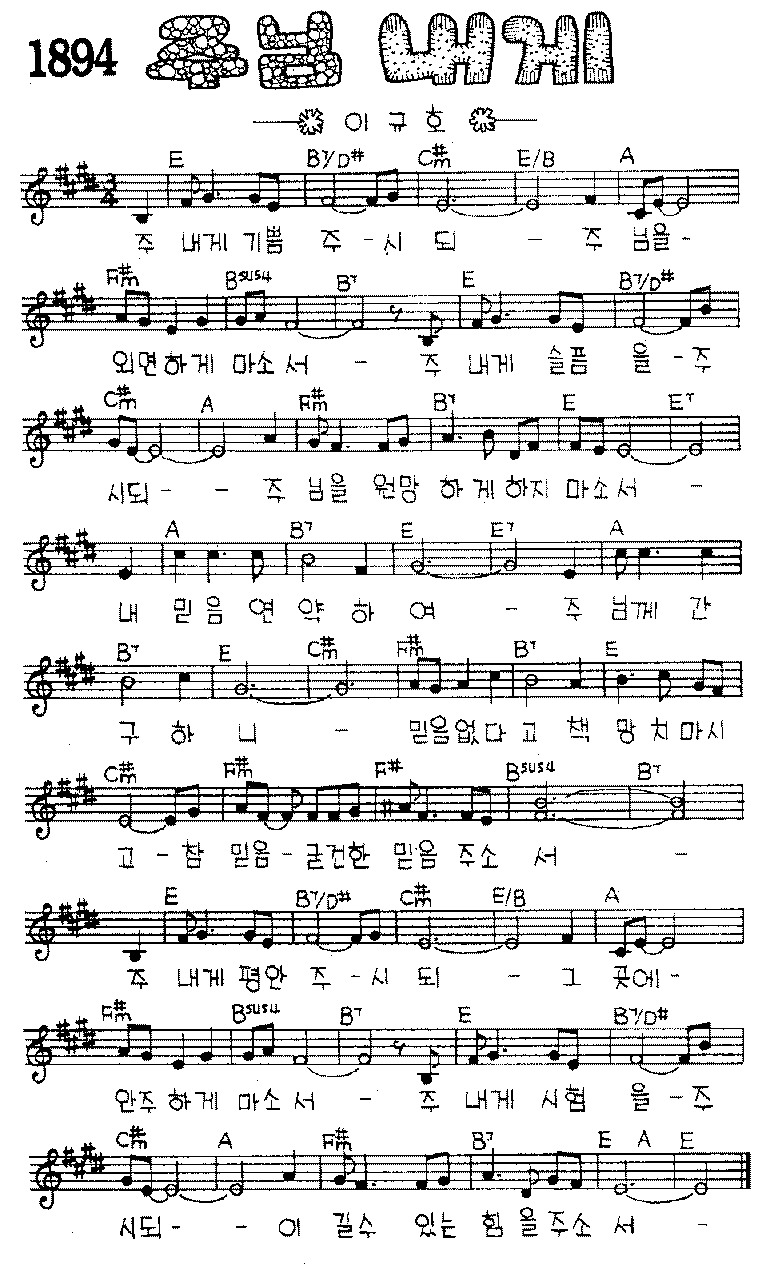 1894 주님 내게
이 규 호
E B7/D# C#m E/B A
주 내게 기쁨 주 - 시 되 - 주 님을 -
F#m Bsus4 B7 E B7/D#
외면하게 마소서 - 주 내게 슬픔 을 - 주
C#m A F#m B7 E E7
시되 - - 주 님을 원망 하게하지 마소서 -
A B7 E E7 A
내 믿음 연 약 하 여 - 주 님께 간
B7 E C#m F#m B7 E
구 하 니 - 믿음없다 고 책 망 치마시
C#m F#m F# Bsus4 B7
고 - 참 믿음 - 굳건한 믿음 주소 서 -
E B7/D# C#m E/B A
주 내게 평안 주 - 시 되 - 그 곳에 -
F#m Bsus4 B7 E B7/D#
안주하게 마소서 - 주 내게 시험 을 - 주
C#m A F#m B7 E A E
시되 - - 이 길수 있는 힘 을주소 서 -